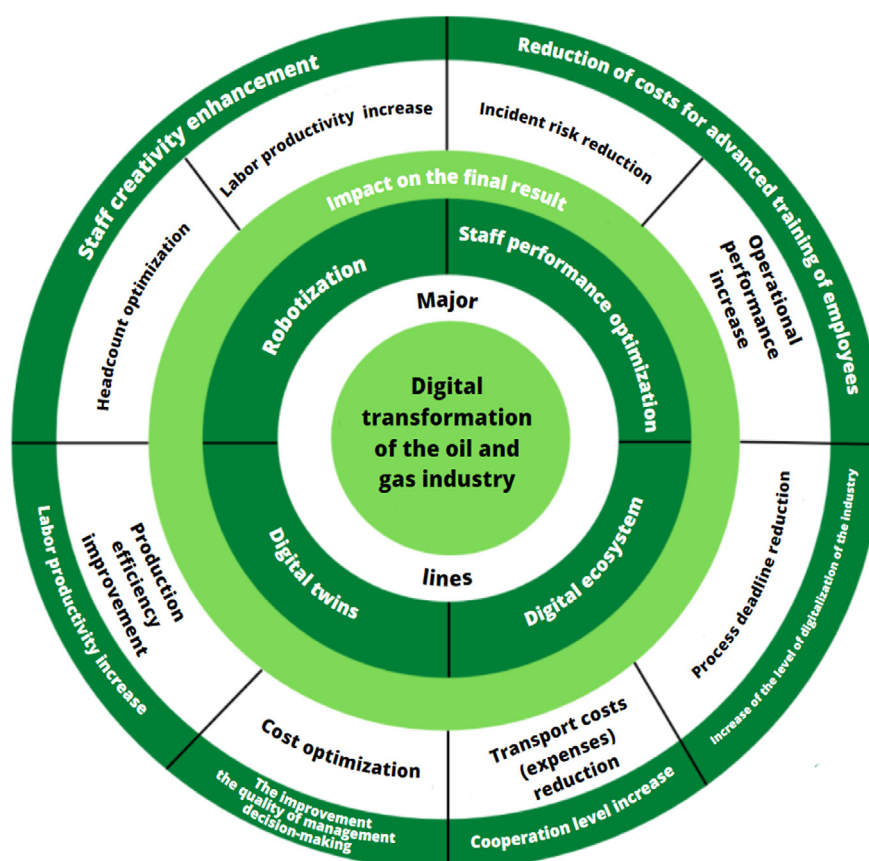 Staff creativity enhancement
Reduction of costs for advanced training of employees
Labor productivity increase
Incident risk reduction
Headcount optimization
Operational
performance
increase
Impact on the final result
Robotization
Staff performance optimization
Major
Digital
transformation
of the oil and
gas industry
lines
Digital twins
Digital ecosystem
Production
efficiency
improvement
Process deadline reduction
Cost optimization
Transport costs
(expenses)
reduction
Labor productivity increase
Increase of the level of digitalization of the industry
The improvement
the quality of management
decision-making
Cooperation level increase